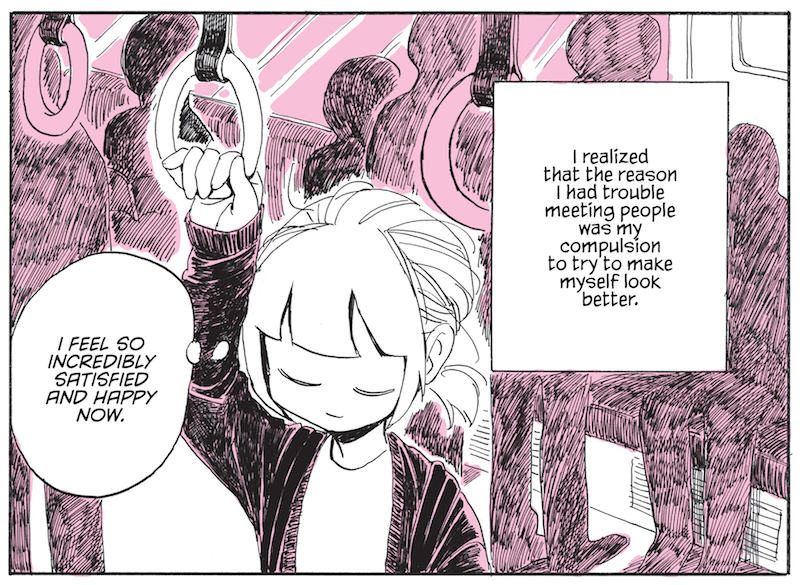 I realized
that the reason
I had trouble
meeting people
was my
compulsion
to try to make
myself look
better.
I FEEL SO
INCREDIBLY
SATISFIED
AND HAPPY
NOW.